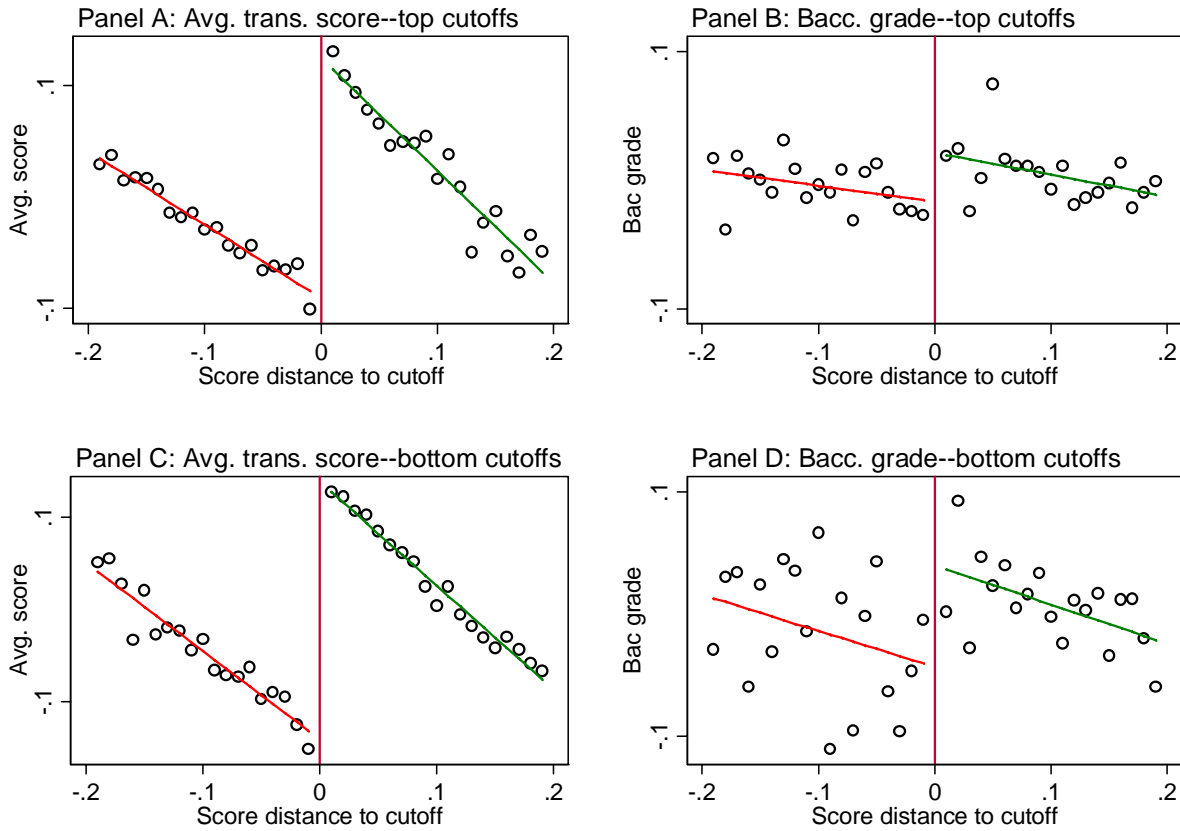 Panel A: Avg. trans. score--top cutoffs
Avg. score
.1
-.1
-.2 -.1 0 .1 .2
Score distance to cutoff
Panel B: Bacc. grade--top cutoffs
Bac grade
.1
-.1
-.2 -.1 0 .1 .2
Score distance to cutoff
Panel C: Avg. trans. score--bottom cutoffs
Avg. score
.1
-.1
-.2 -.1 0 .1 .2
Score distance to cutoff
Panel D: Bacc. grade--bottom cutoffs
Bac grade
.1
-.1
-.2 -.1 0 .1 .2
Score distance to cutoff